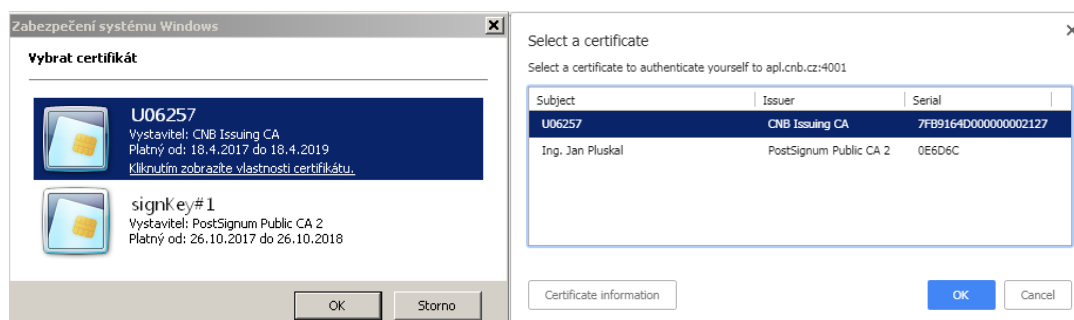 Zabezpečení systému Windows
Vybrat certifikát
U06257
Vystavitel: CNB Issuing CA
Platný od: 18.4.2017 do 18.4.2019
Kliknutím zobrazíte vlastnosti certifikátu.
signKey#1
Vystavitel: PostSignum Public CA 2
Platný od: 26.10.2017 do 26.10.2018
OK Storno
Select a certificate
Select a certificate to authenticate yourself to apl.cnb.cz:4001
Subject Issuer Serial
U06257 CNB Issuing CA 7FB9164D000000002127
Ing. Jan Pluskal PostSignum Public CA 2 0E6D6C
Certificate information OK Cancel